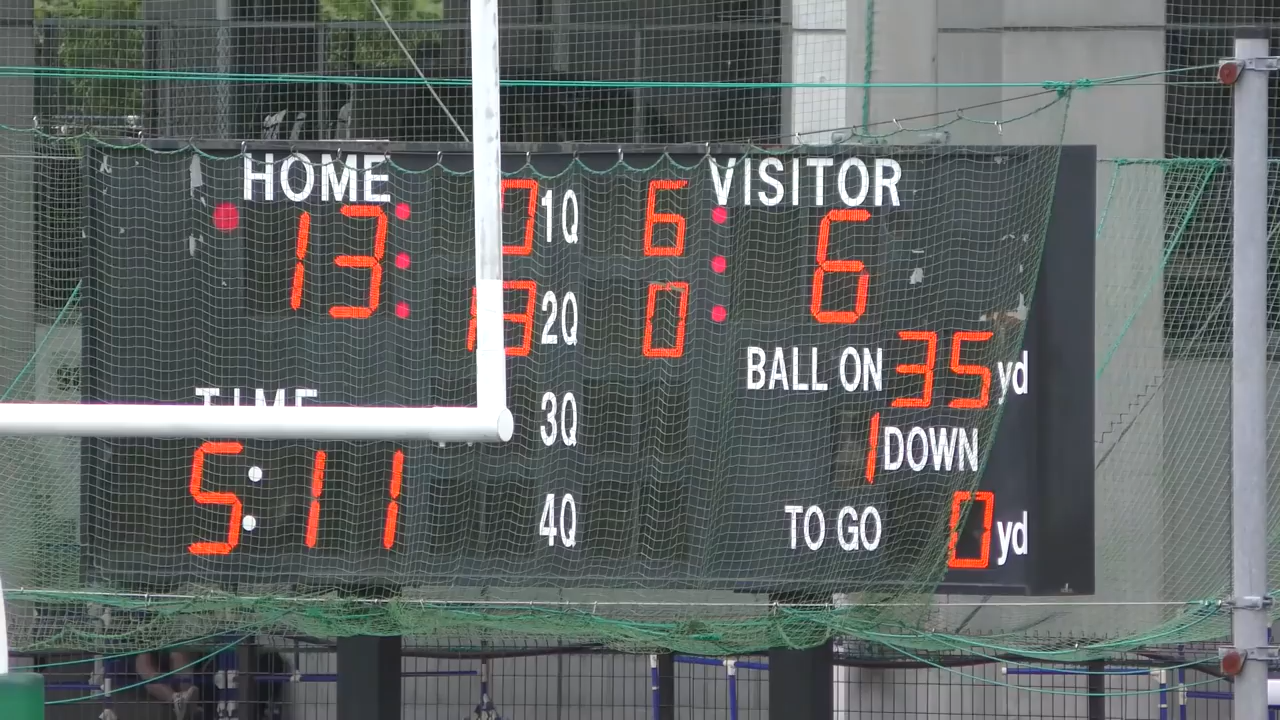 HOME VISITOR
13 0 1Q 6 6
13 2Q 0
BALL ON 35 yd
TIME 3Q
1 DOWN
5:11 4Q TO GO 0 yd